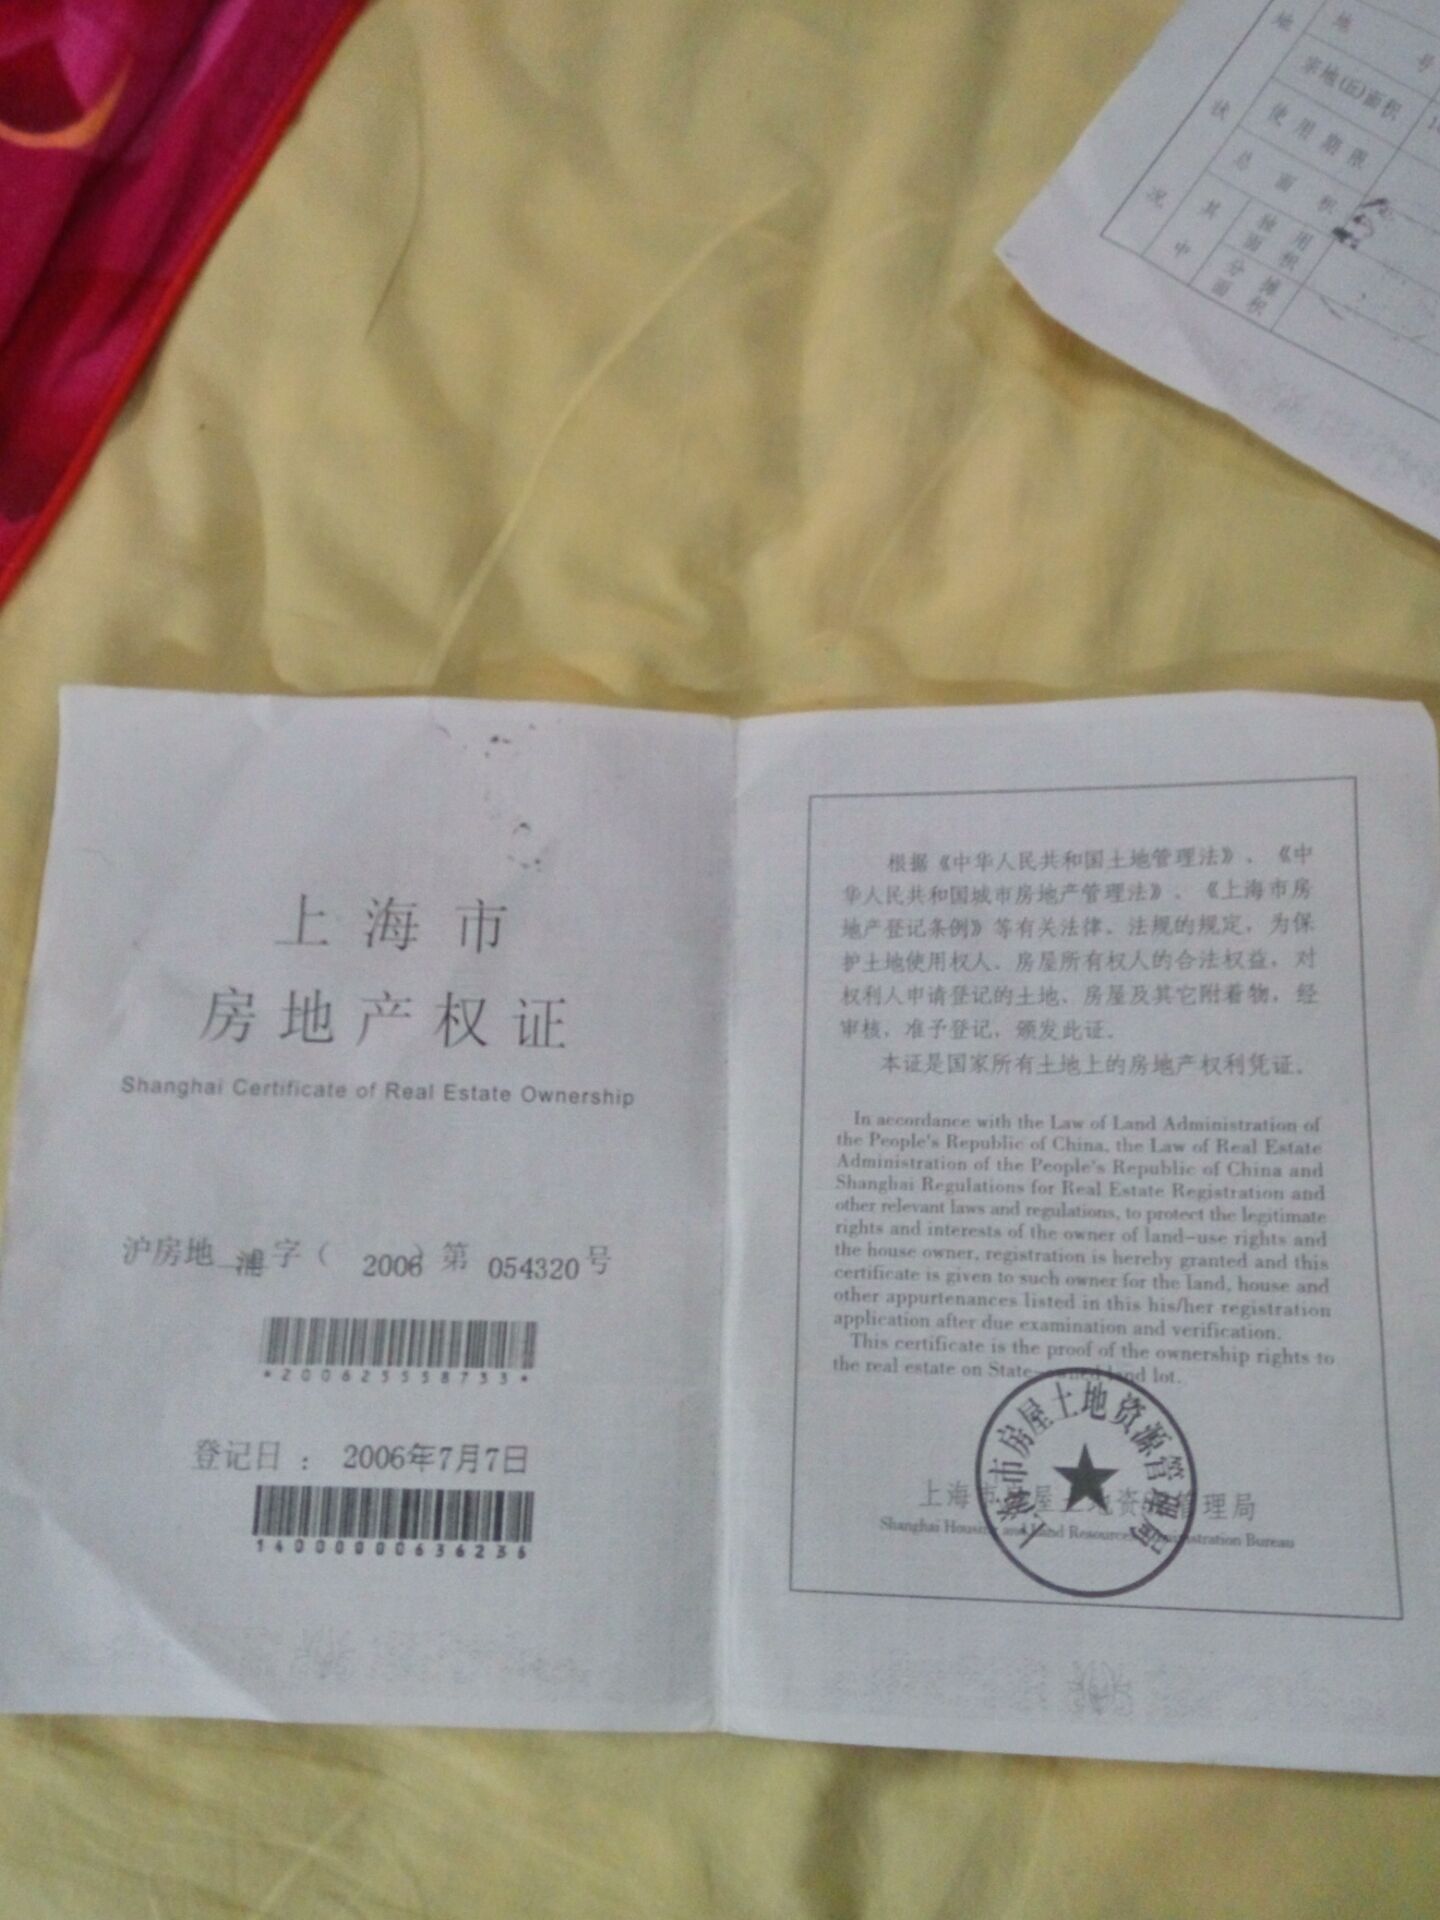 地 号
宗地(丘)面积
状
使用期限
总面积
况
其中
被用
面积
分摊
面积
上海市
房地产权证
Shanghai Certificate of Real Estate Ownership
沪房地 浦 字（2006）第 054320 号
*200623558733*
登记日： 2006年7月7日
14000000636236
根据《中华人民共和国土地管理法》、《中
华人民共和国城市房地产管理法》、《上海市房
地产登记条例》等有关法律、法规的规定，为保
护土地使用权人、房屋所有权人的合法权益，对
权利人申请登记的土地、房屋及其它附着物，经
审核，准予登记，颁发此证。
本证是国家所有土地上的房地产权利凭证。
In accordance with the Law of Land Administration of
the People's Republic of China, the Law of Real Estate
Administration of the People's Republic of China and
Shanghai Regulations for Real Estate Registration and
other relevant laws and regulations, to protect the legitimate
rights and interests of the owner of land-use rights and
the house owner, registration is hereby granted and this
certificate is given to such owner for the land, house and
other appurtenances listed in this his/her registration
application after due examination and verification.
This certificate is the proof of the ownership rights to
the real estate on State-owned land lot.
上海市房屋土地资源管理局
上海市房屋土地资源管理局
Shanghai Housing and Land Resources Administration Bureau